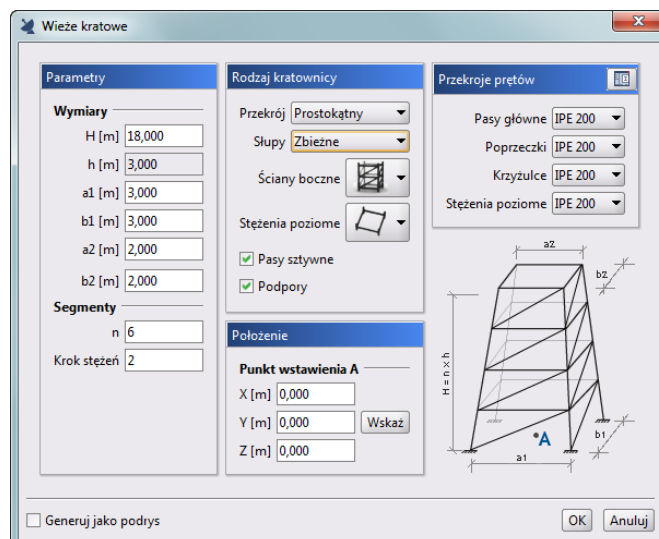 Wieże kratowe
Parametry
Wymiary
H [m] 18,000
h [m] 3,000
a1 [m] 3,000
b1 [m] 3,000
a2 [m] 2,000
b2 [m] 2,000
Segmenty
n 6
Krok stężeń 2
Rodzaj kratownicy
Przekrój Prostokątny
Słupy Zbieżne
Ściany boczne
Stężenia poziome
Pasy sztywne
Podpory
Położenie
Punkt wstawienia A
X [m] 0,000
Y [m] 0,000 Wskaż
Z [m] 0,000
Przekroje prętów
Pasy główne IPE 200
Poprzeczki IPE 200
Krzyżulce IPE 200
Stężenia poziome IPE 200
a2
b2
H = n × h
A
b1
a1
Generuj jako podrys
OK Anuluj